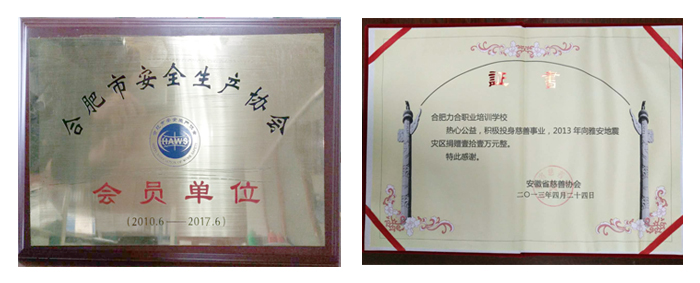 合肥市安全生产协会
HAWS
会员单位
(2010.6——2017.6)
証書
合肥力合职业培训学校
热心公益，积极投身慈善事业，2013年向雅安地震
灾区捐赠壹拾壹万元整。
特此感谢。
安徽省慈善协会
二〇一三年四月二十四日